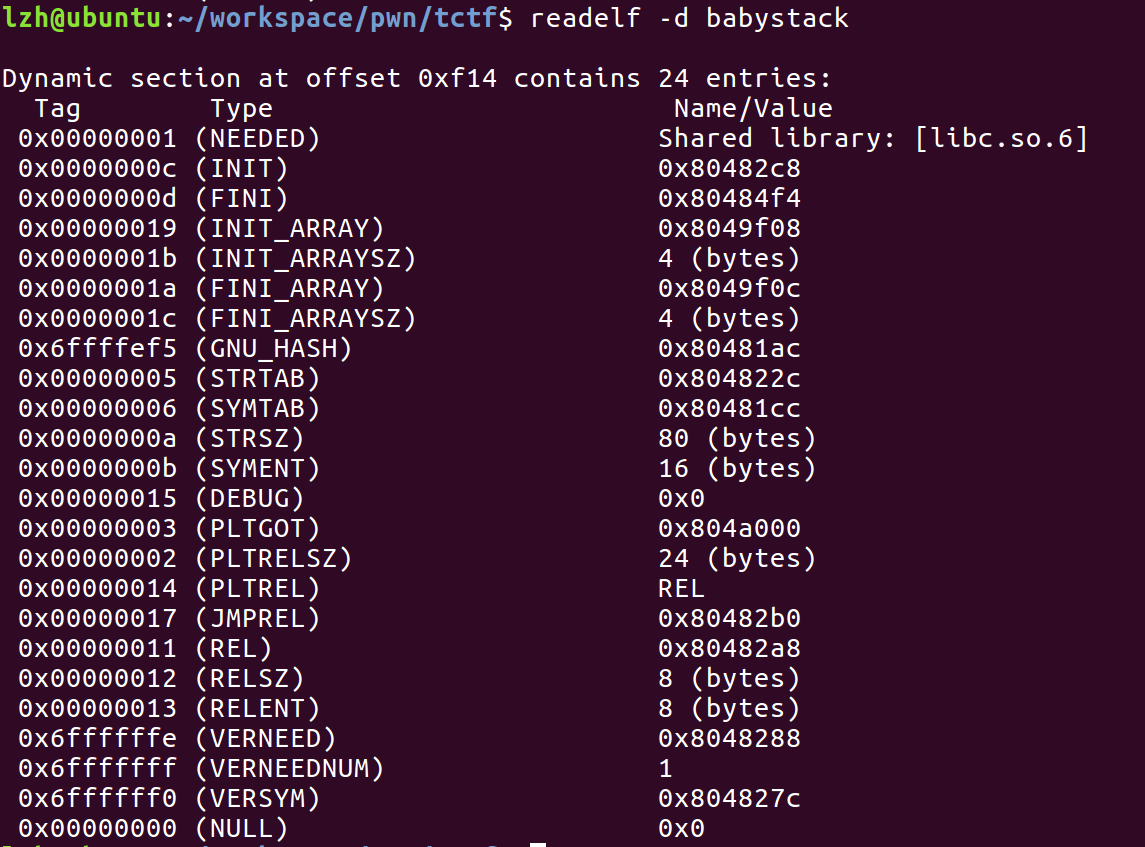 lzh@ubuntu:~/workspace/pwn/tctf$ readelf -d babystack
Dynamic section at offset 0xf14 contains 24 entries:
Tag Type Name/Value
0x00000001 (NEEDED) Shared library: [libc.so.6]
0x0000000c (INIT) 0x80482c8
0x0000000d (FINI) 0x80484f4
0x00000019 (INIT_ARRAY) 0x8049f08
0x0000001b (INIT_ARRAYSZ) 4 (bytes)
0x0000001a (FINI_ARRAY) 0x8049f0c
0x0000001c (FINI_ARRAYSZ) 4 (bytes)
0x6ffffef5 (GNU_HASH) 0x80481ac
0x00000005 (STRTAB) 0x804822c
0x00000006 (SYMTAB) 0x80481cc
0x0000000a (STRSZ) 80 (bytes)
0x0000000b (SYMENT) 16 (bytes)
0x00000015 (DEBUG) 0x0
0x00000003 (PLTGOT) 0x804a000
0x00000002 (PLTRELSZ) 24 (bytes)
0x00000014 (PLTREL) REL
0x00000017 (JMPREL) 0x80482b0
0x00000011 (REL) 0x80482a8
0x00000012 (RELSZ) 8 (bytes)
0x00000013 (RELENT) 8 (bytes)
0x6ffffffe (VERNEED) 0x8048288
0x6fffffff (VERNEEDNUM) 1
0x6ffffff0 (VERSYM) 0x804827c
0x00000000 (NULL) 0x0